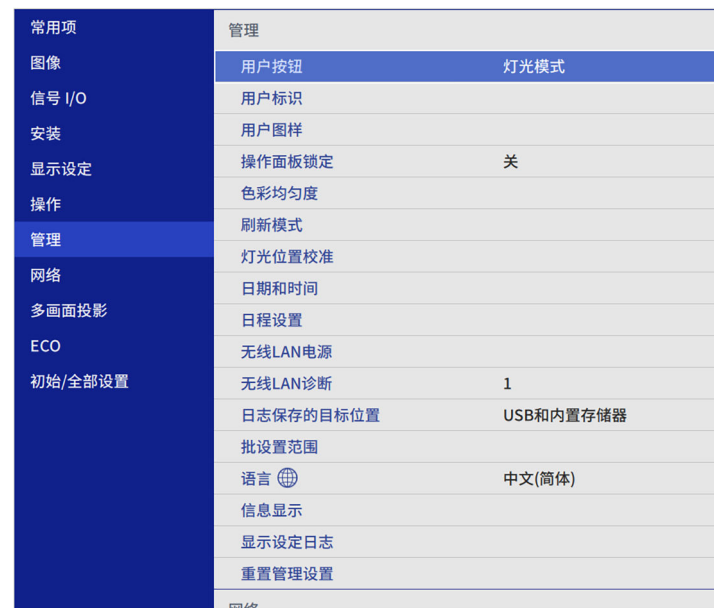 常用项
图像
信号 I/O
安装
显示设定
操作
管理
网络
多画面投影
ECO
初始/全部设置
管理
用户按钮 灯光模式
用户标识
用户图样
操作面板锁定 关
色彩均匀度
刷新模式
灯光位置校准
日期和时间
日程设置
无线LAN电源
无线LAN诊断 1
日志保存的目标位置 USB和内置存储器
批设置范围
语言 中文(简体)
信息显示
显示设定日志
重置管理设置
网络